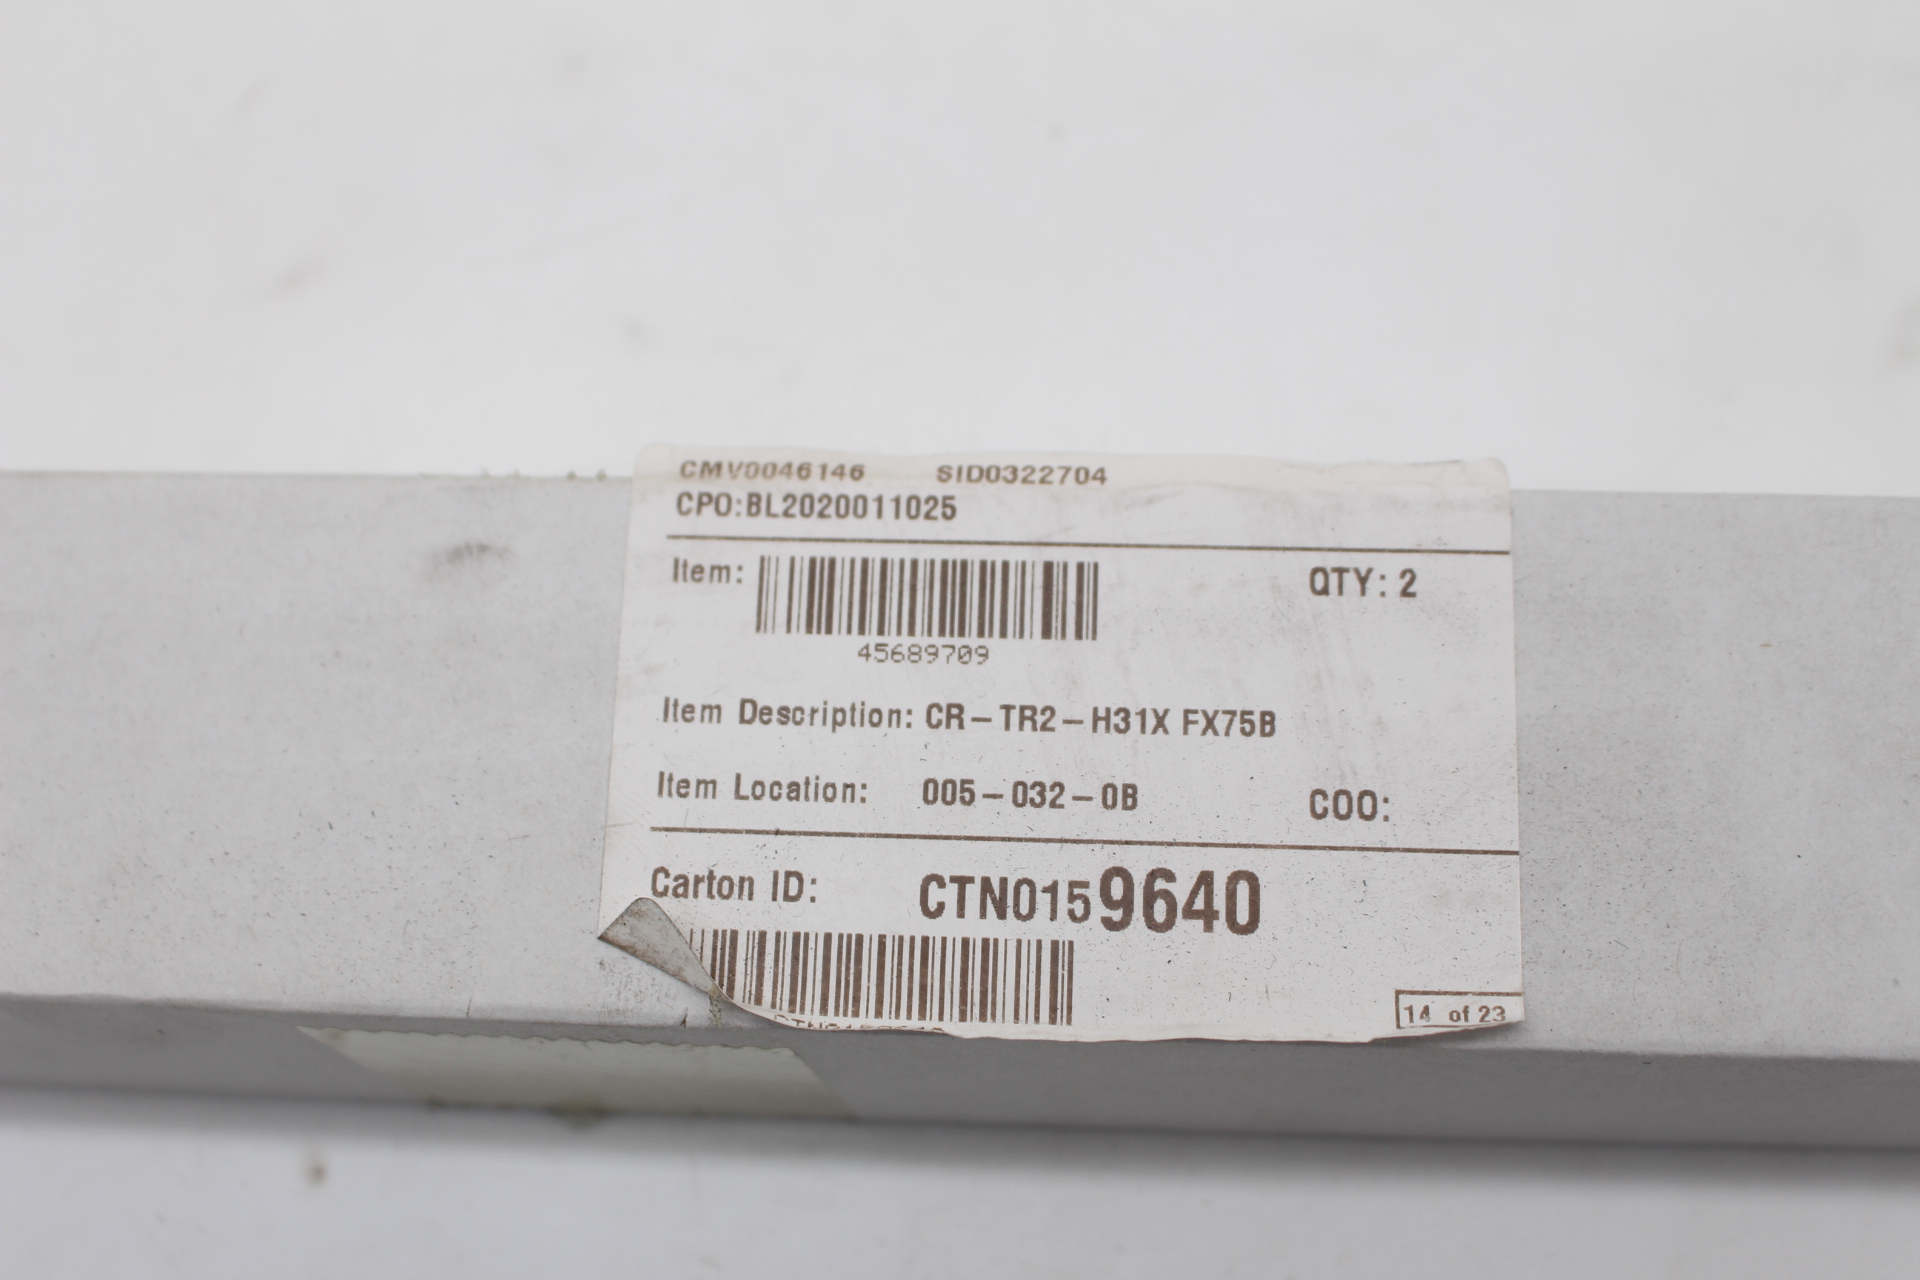 CMV0046146 SID0322704
CPO:BL2020011025
Item: QTY: 2
45689709
Item Description: CR-TR2-H31X FX75B
Item Location: 005-032-0B COO:
Carton ID: CTN0159640
14 of 23